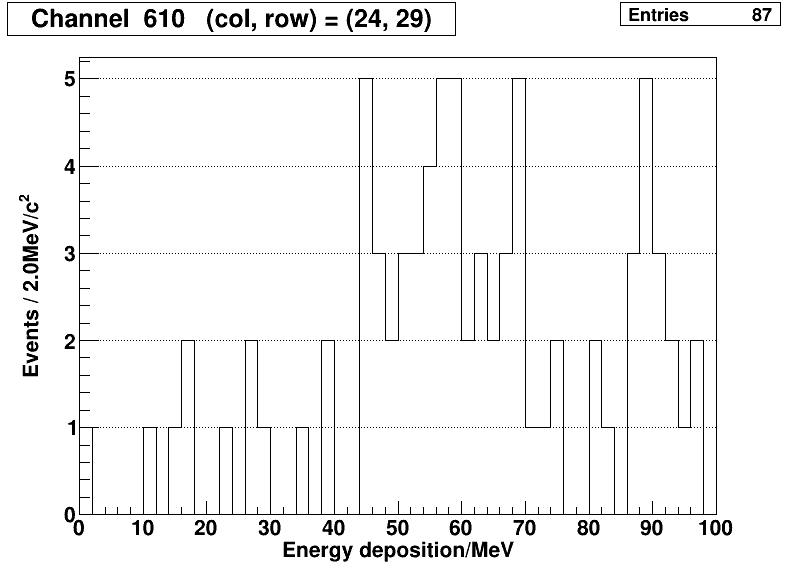 Channel 610 (col, row) = (24, 29)
Entries 87
5
4
3
2
1
0
Events / 2.0MeV/c²
0 10 20 30 40 50 60 70 80 90 100
Energy deposition/MeV